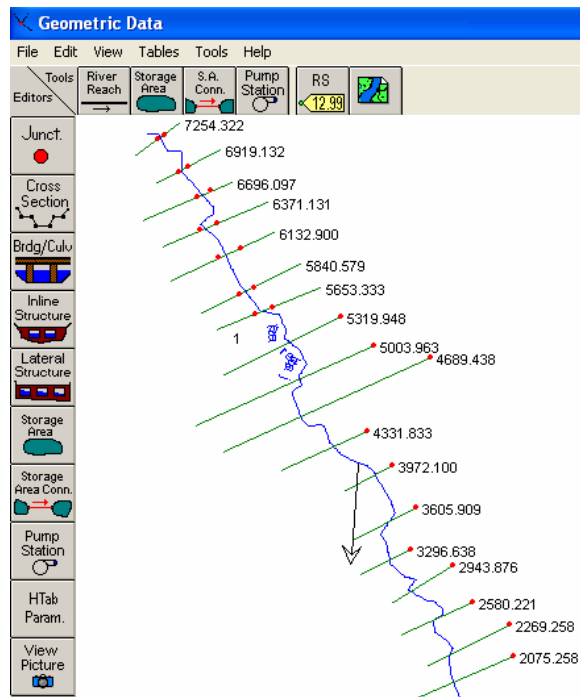 Geometric Data
File Edit View Tables Tools Help
Tools
Editors
River
Reach
Storage
Area
S.A.
Conn.
Pump
Station
RS
12.99
Junct.
Cross
Section
Brdg/Culv
Inline
Structure
Lateral
Structure
Storage
Area
Storage
Area Conn.
Pump
Station
HTab
Param.
View
Picture
7254.322
6919.132
6696.097
6371.131
6132.900
5840.579
5653.333
5319.948
5003.963
4689.438
1
4331.833
3972.100
3605.909
3296.638
2943.876
2580.221
2269.258
2075.258